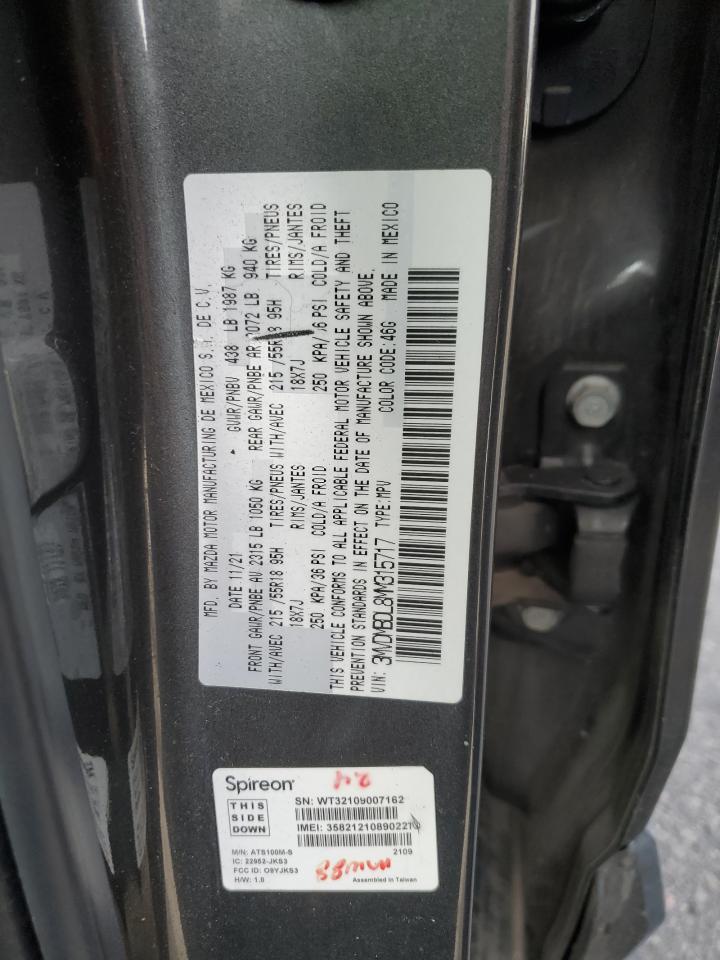 MFD. BY MAZDA MOTOR MANUFACTURING DE MEXICO S. DE C.V.
DATE 11/21 GVWR/PNBV 438 LB 1987 KG
FRONT GAWR/PNBE AV 2315 LB 1050 KG REAR GAWR/PNBE AR 2072 LB 940 KG
WITH/AVEC 215 /55R18 95H TIRES/PNEUS WITH/AVEC 215 /55R18 95H TIRES/PNEUS
18X7J RIMS/JANTES 18X7J RIMS/JANTES
250 KPA/36 PSI COLD/A FROID 250 KPA/36 PSI COLD/A FROID
THIS VEHICLE CONFORMS TO ALL APPLICABLE FEDERAL MOTOR VEHICLE SAFETY AND THEFT
PREVENTION STANDARDS IN EFFECT ON THE DATE OF MANUFACTURE SHOWN ABOVE.
VIN: 3MVDMBDL8NM315717 TYPE:MPV COLOR CODE:46G MADE IN MEXICO
Spireon
THIS
SIDE
DOWN
SN: WT32109007162
IMEI: 35821210890221
M/N: ATS100M-S 2109
IC: 22952-JKS3
FCC ID: O9YJKS3
H/W: 1.0 Assembled in Taiwan